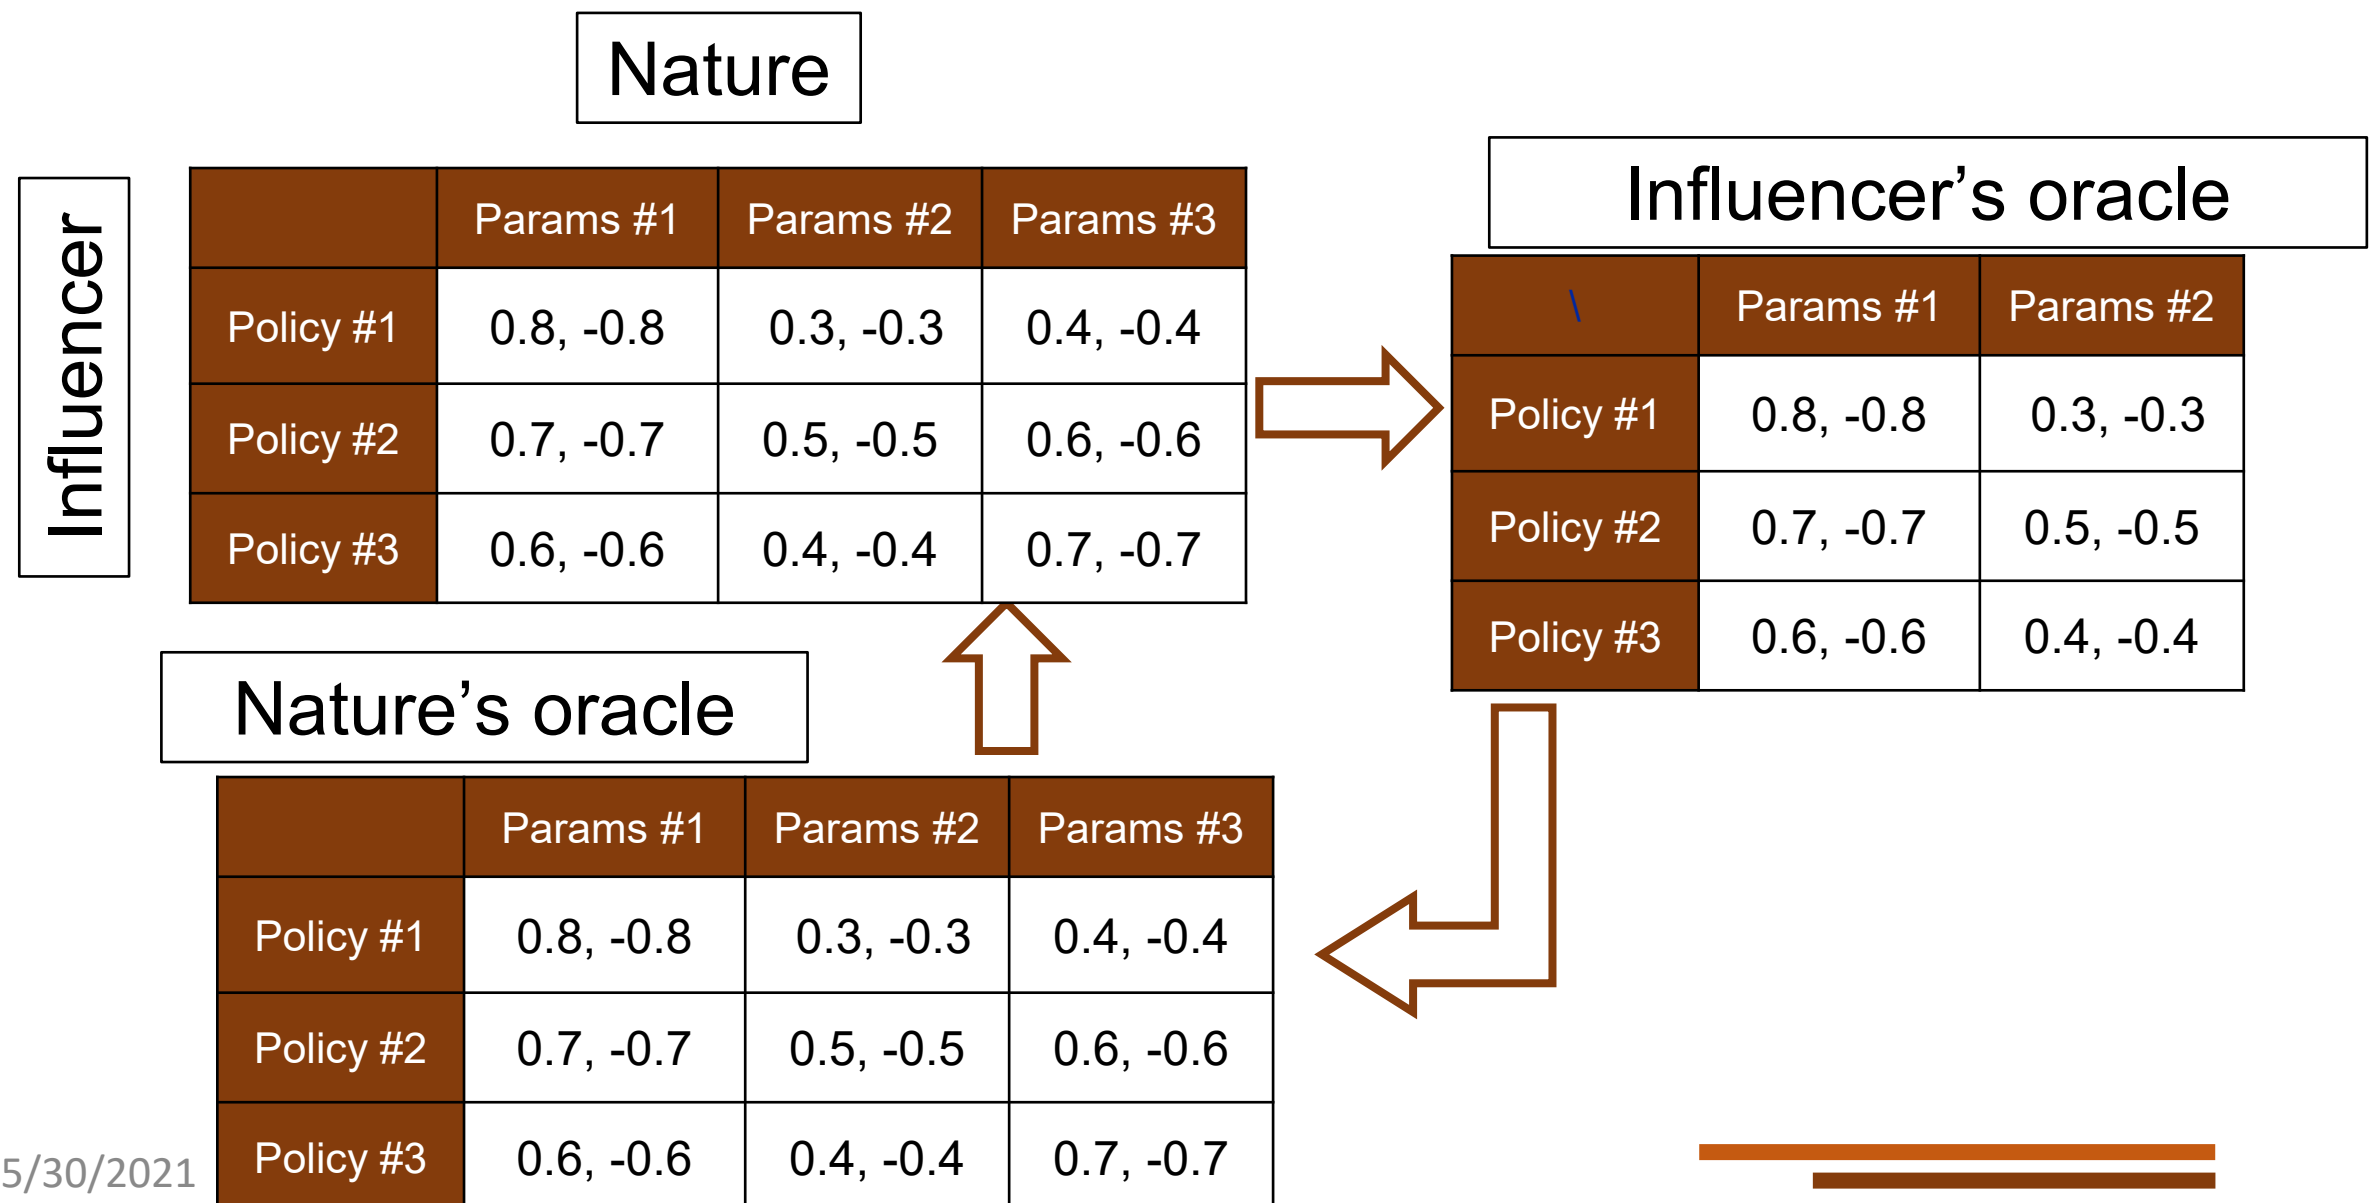 Nature
Influencer
Params #1 Params #2 Params #3
Policy #1 0.8, -0.8 0.3, -0.3 0.4, -0.4
Policy #2 0.7, -0.7 0.5, -0.5 0.6, -0.6
Policy #3 0.6, -0.6 0.4, -0.4 0.7, -0.7
Influencer’s oracle
\ Params #1 Params #2
Policy #1 0.8, -0.8 0.3, -0.3
Policy #2 0.7, -0.7 0.5, -0.5
Policy #3 0.6, -0.6 0.4, -0.4
Nature’s oracle
Params #1 Params #2 Params #3
Policy #1 0.8, -0.8 0.3, -0.3 0.4, -0.4
Policy #2 0.7, -0.7 0.5, -0.5 0.6, -0.6
Policy #3 0.6, -0.6 0.4, -0.4 0.7, -0.7
5/30/2021